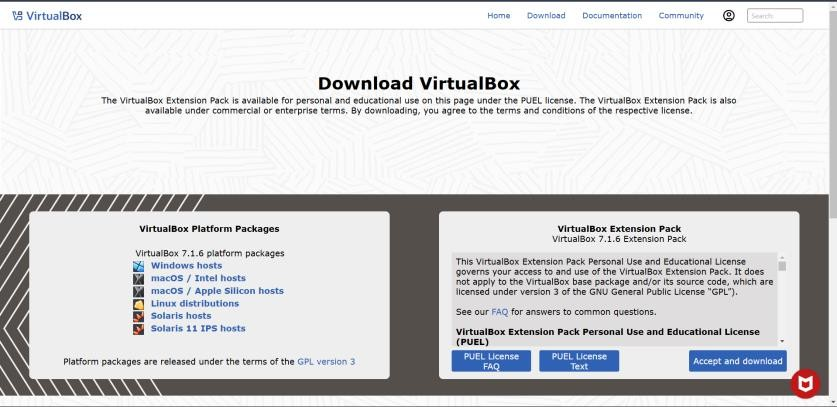 VirtualBox
Home Download Documentation Community Search
Download VirtualBox
The VirtualBox Extension Pack is available for personal and educational use on this page under the PUEL license. The VirtualBox Extension Pack is also
available under commercial or enterprise terms. By downloading, you agree to the terms and conditions of the respective license.
VirtualBox Platform Packages
VirtualBox 7.1.6 platform packages
Windows hosts
macOS / Intel hosts
macOS / Apple Silicon hosts
Linux distributions
Solaris hosts
Solaris 11 IPS hosts
Platform packages are released under the terms of the GPL version 3
VirtualBox Extension Pack
VirtualBox 7.1.6 Extension Pack
This VirtualBox Extension Pack Personal Use and Educational License
governs your access to and use of the VirtualBox Extension Pack. It does
not apply to the VirtualBox base package and/or its source code, which are
licensed under version 3 of the GNU General Public License “GPL”).
See our FAQ for answers to common questions.
VirtualBox Extension Pack Personal Use and Educational License
(PUEL)
PUEL License
FAQ
PUEL License
Text
Accept and download